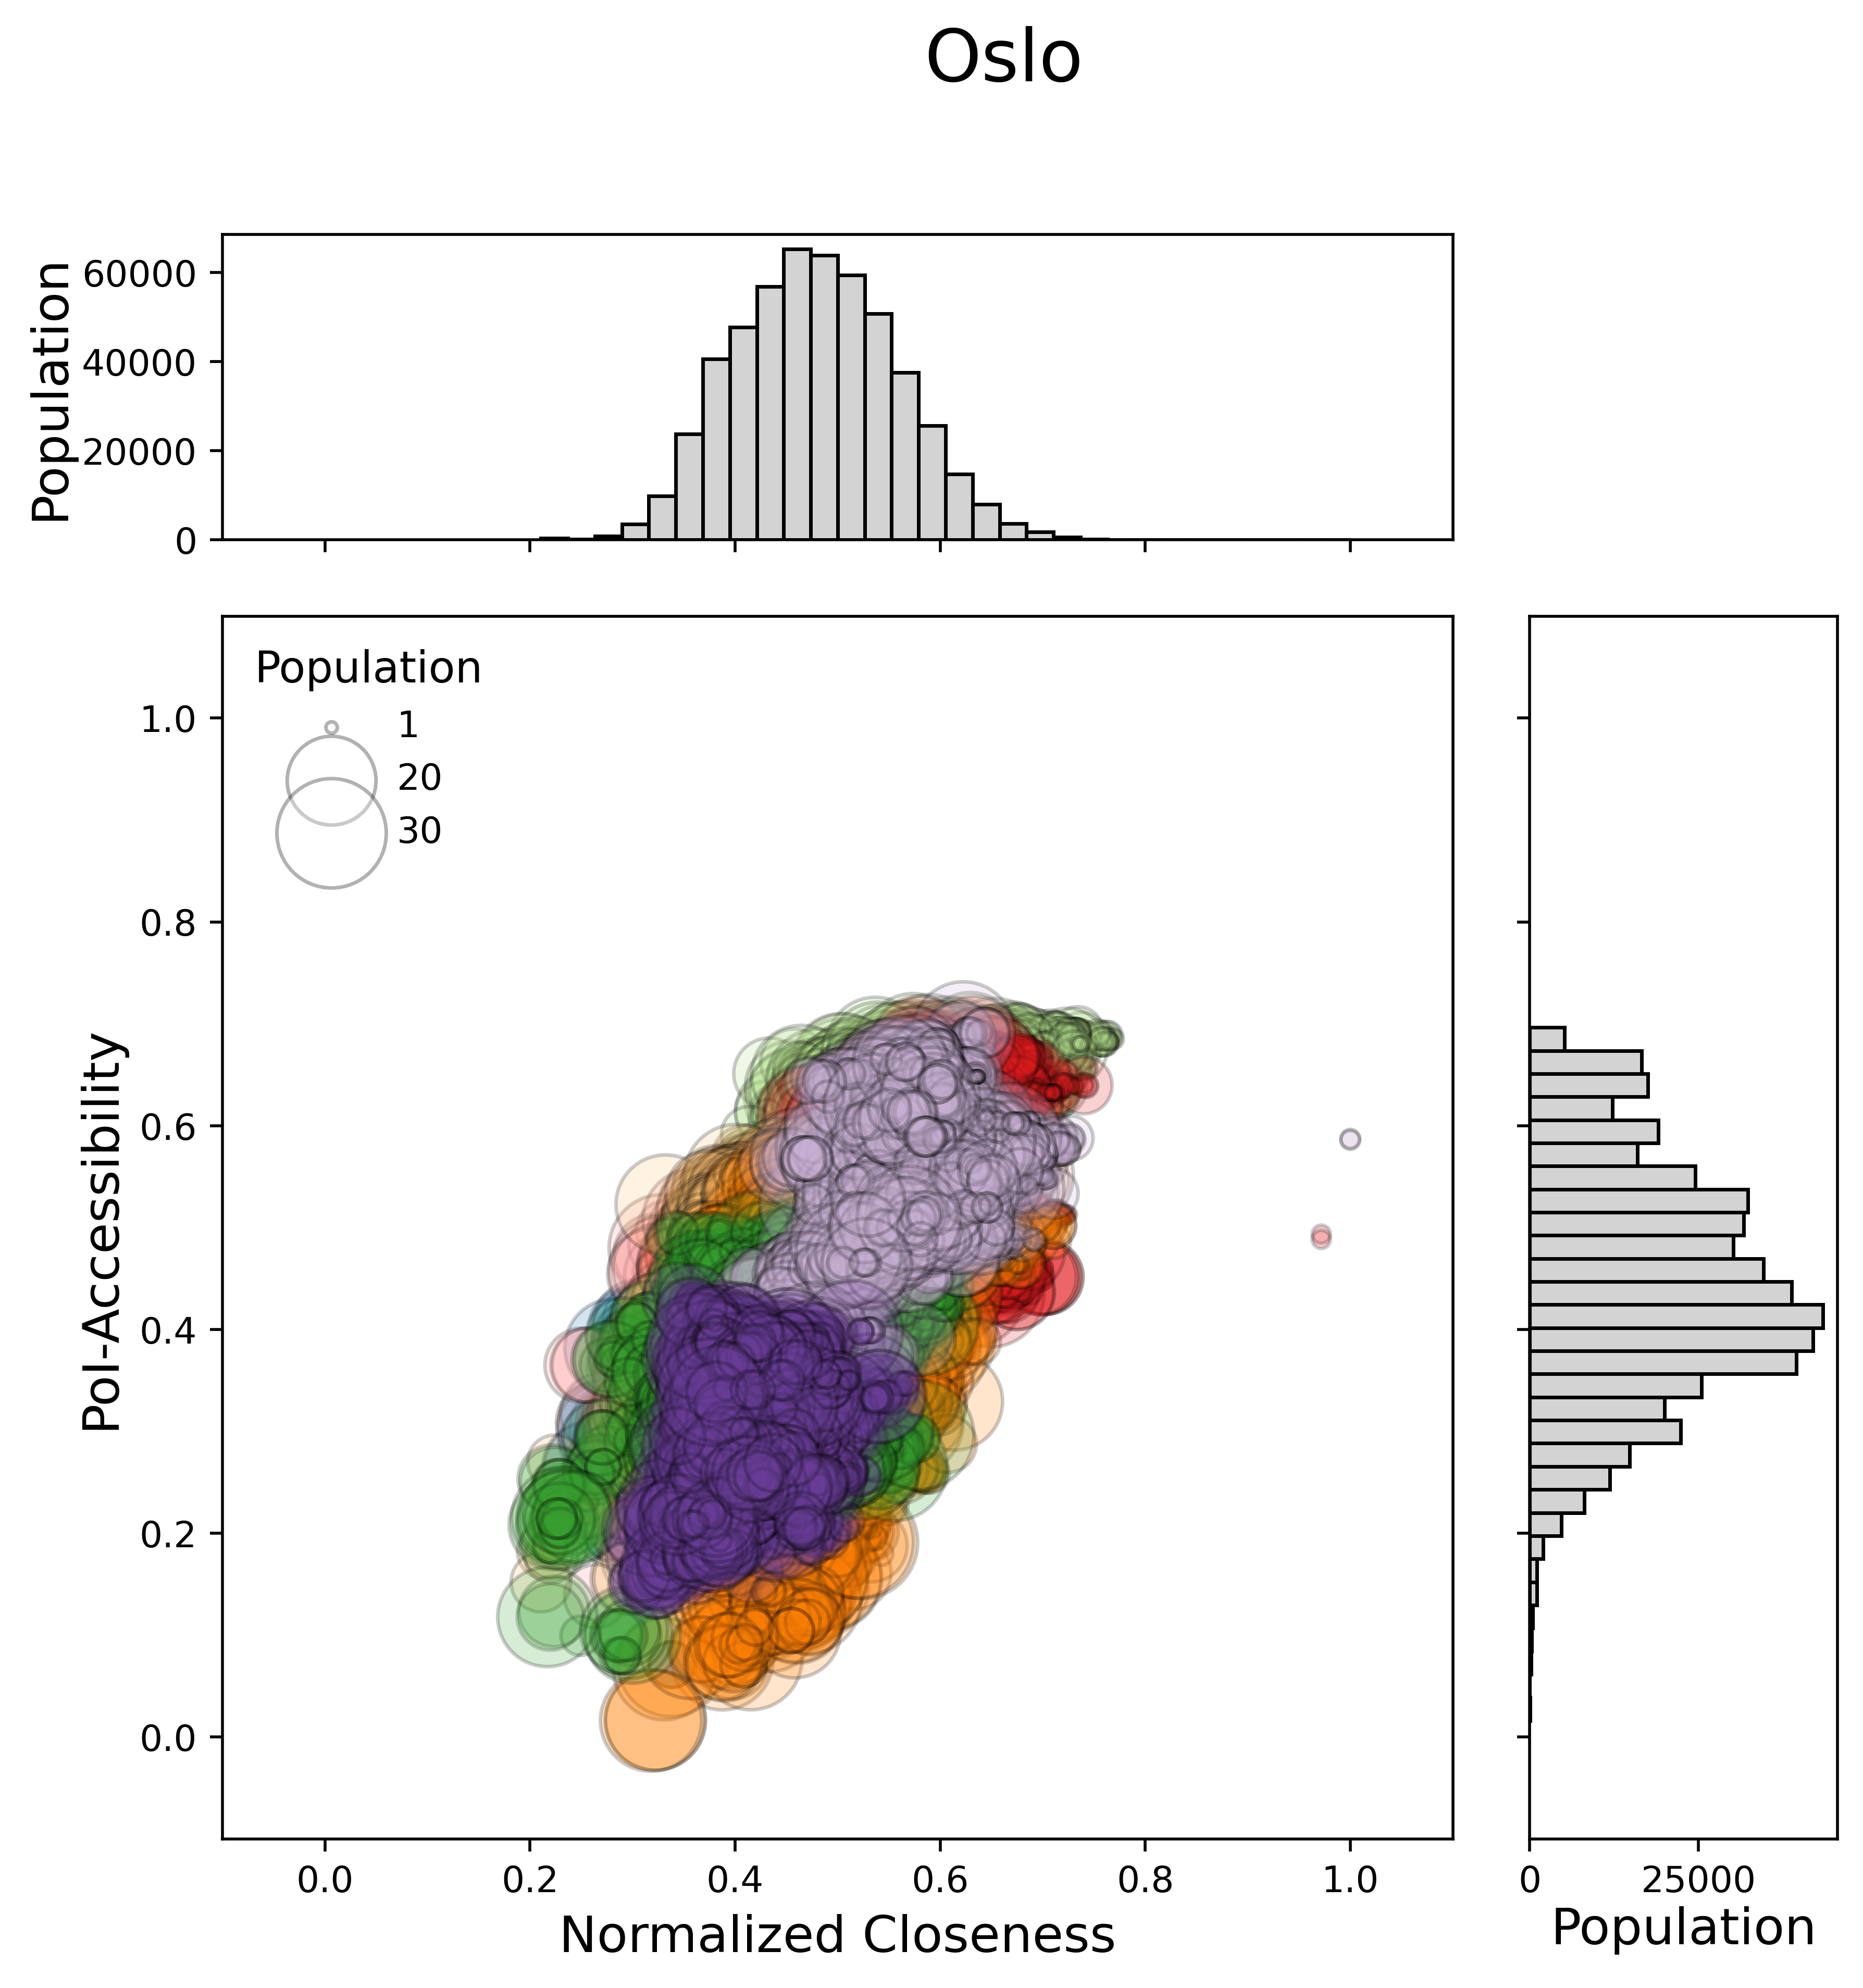 Oslo
Population
60000
40000
20000
0
Population
1
20
30
PoI-Accessibility
1.0
0.8
0.6
0.4
0.2
0.0
0.0 0.2 0.4 0.6 0.8 1.0
Normalized Closeness
0 25000
Population